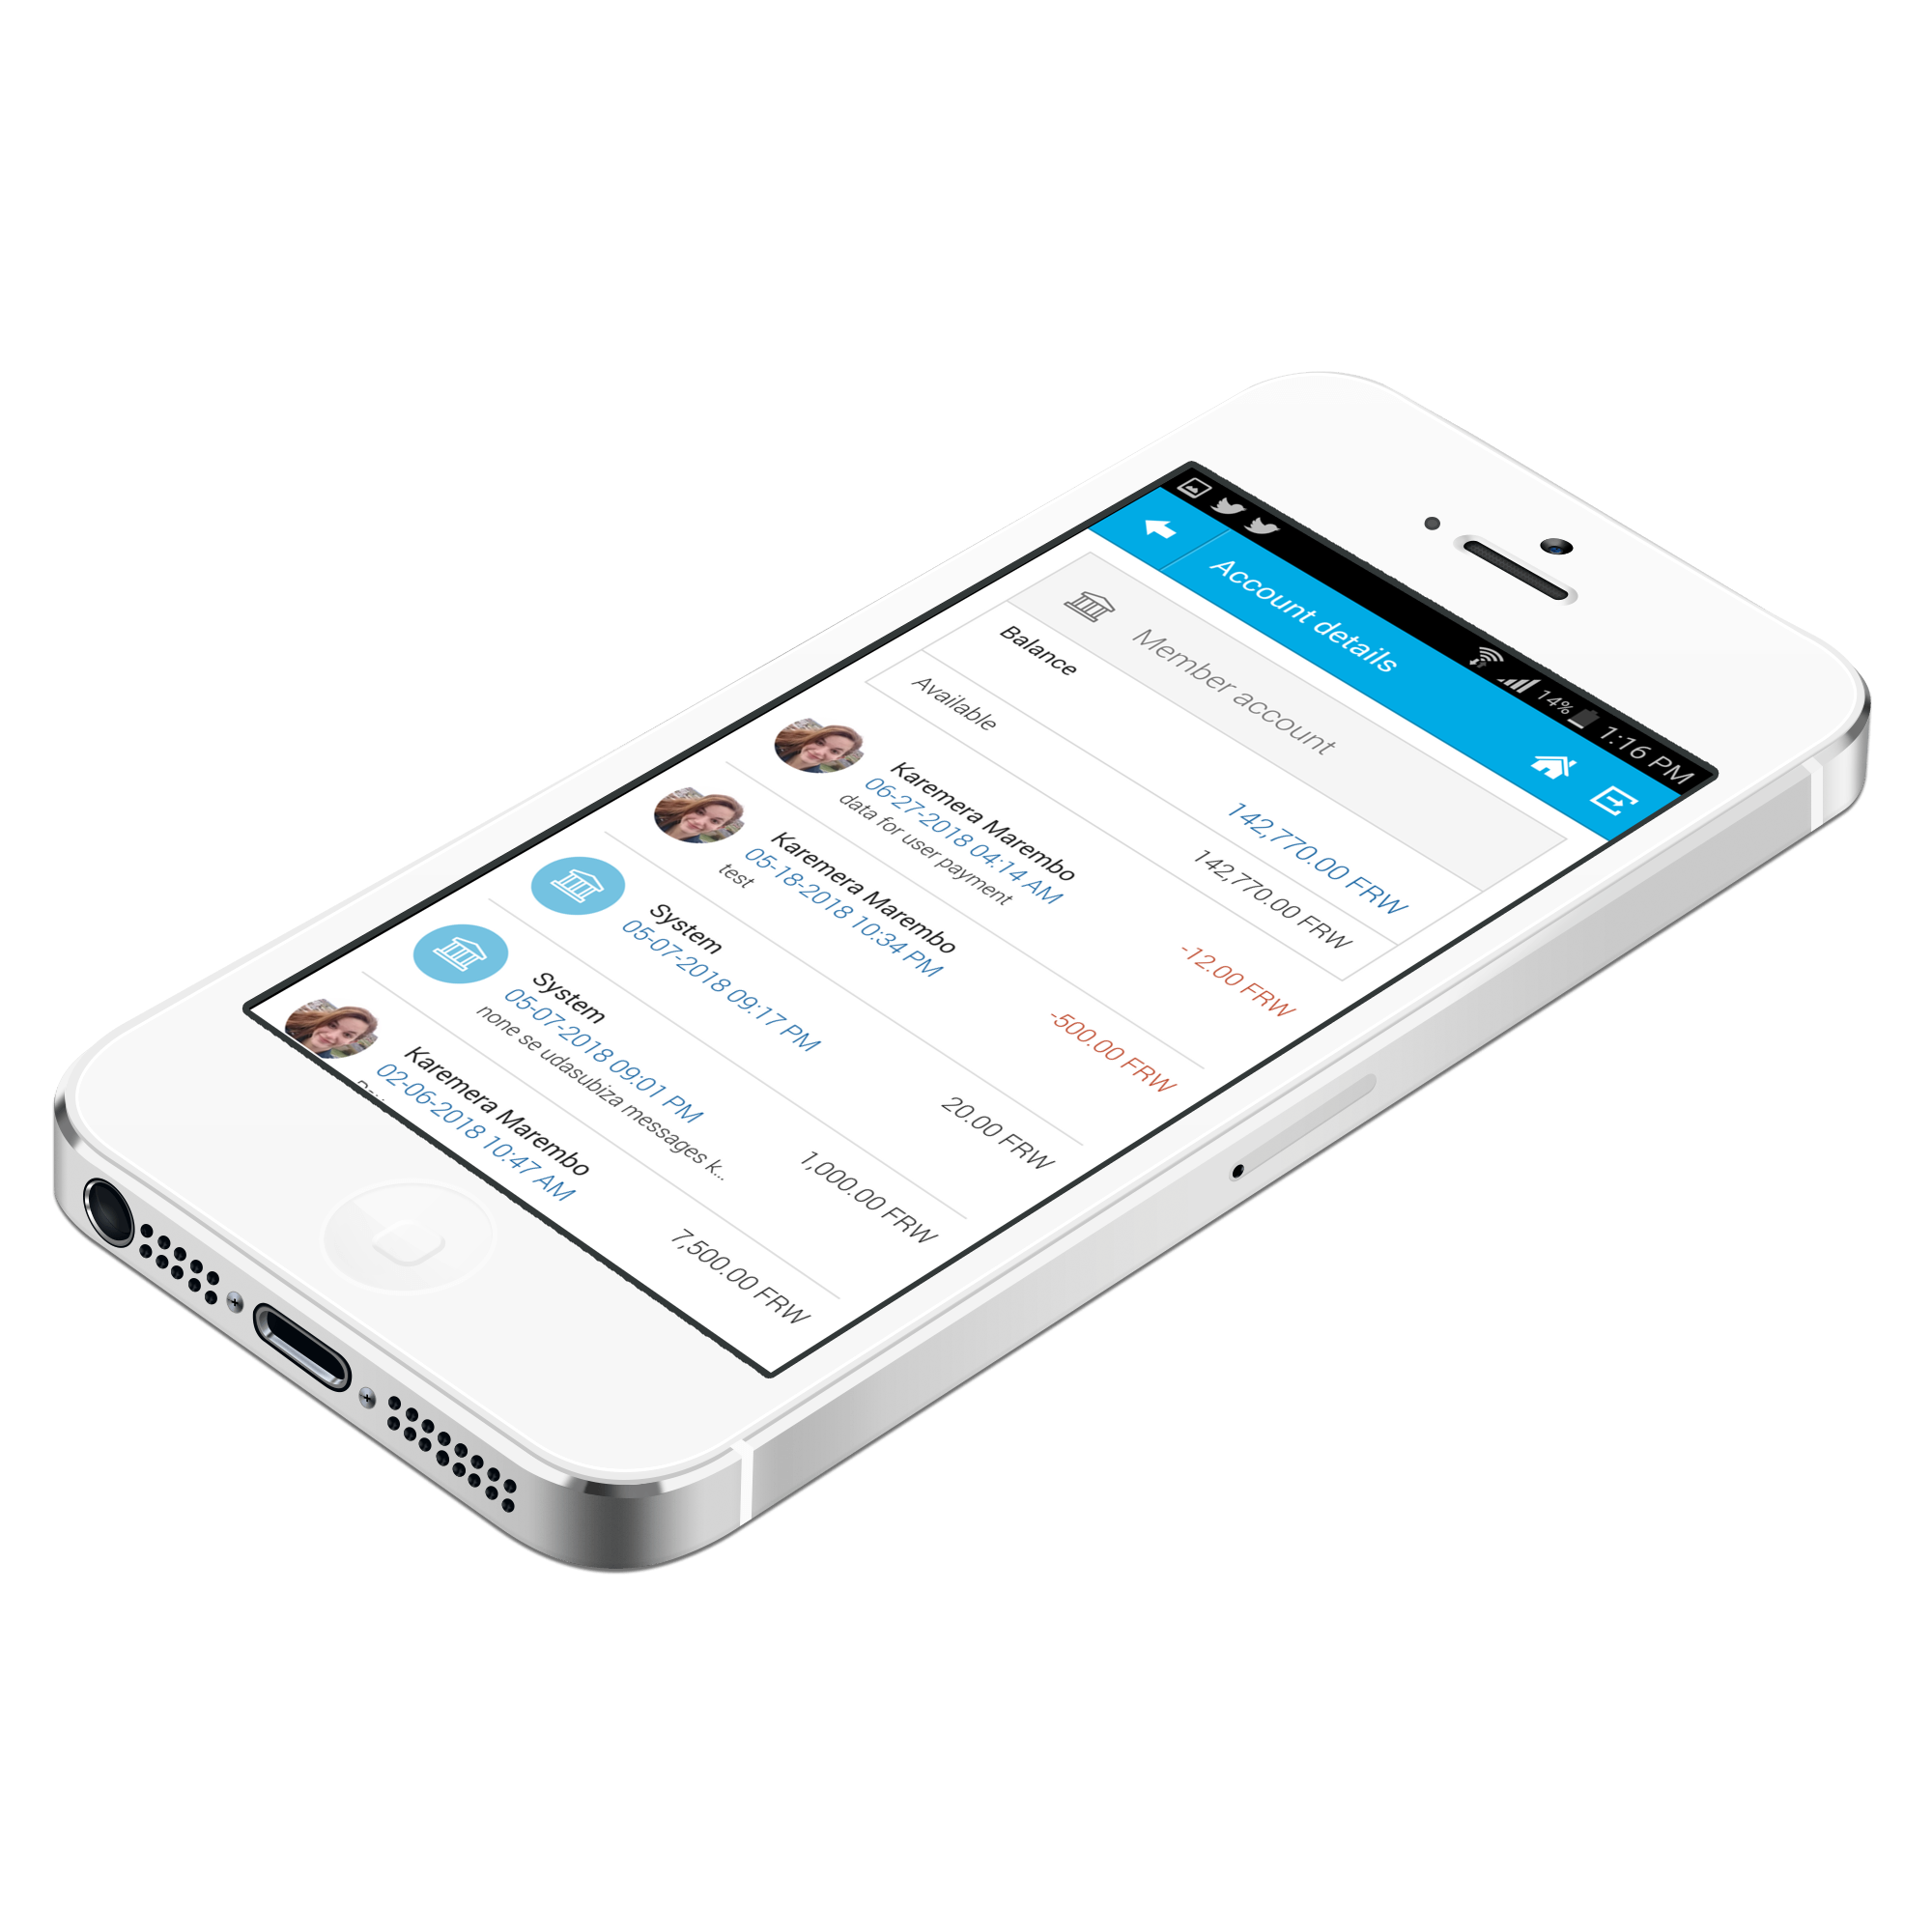 14% 1:16 PM
Account details
Member account
Balance 142,770.00 FRW
Available 142,770.00 FRW
Karemera Marembo
06-27-2018 04:14 AM -12.00 FRW
data for user payment
Karemera Marembo
05-18-2018 10:34 PM -500.00 FRW
test
System
05-07-2018 09:17 PM 20.00 FRW
System
05-07-2018 09:01 PM 1,000.00 FRW
none se udasubiza messages k...
Karemera Marembo
02-06-2018 10:47 AM 7,500.00 FRW